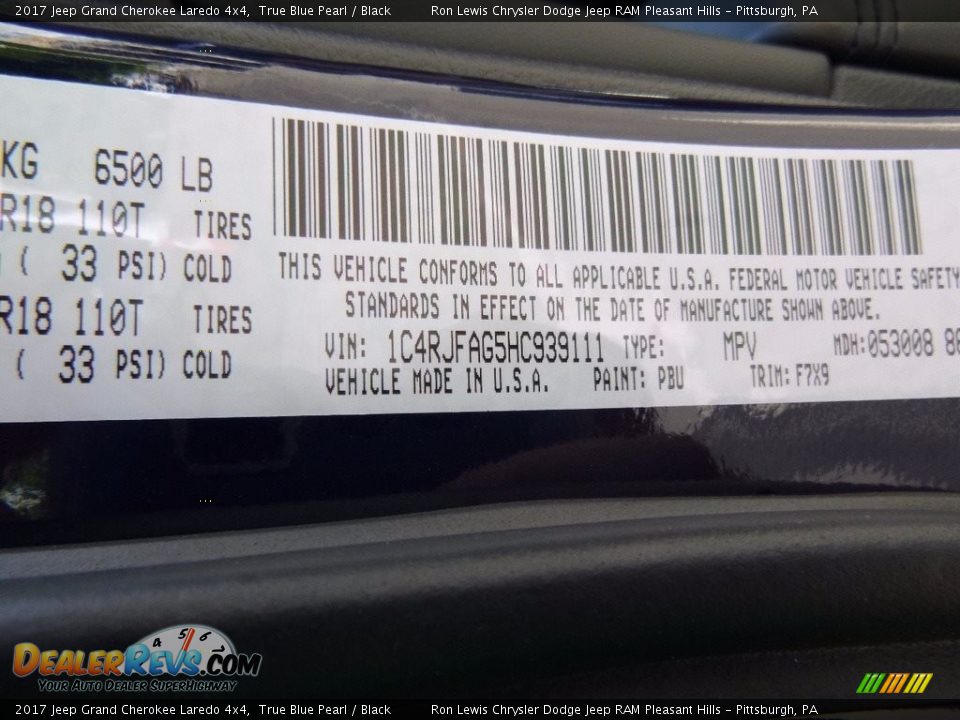 2017 Jeep Grand Cherokee Laredo 4x4, True Blue Pearl / Black Ron Lewis Chrysler Dodge Jeep RAM Pleasant Hills - Pittsburgh, PA
KG 6500 LB
R18 110T TIRES
( 33 PSI) COLD
R18 110T TIRES
( 33 PSI) COLD
THIS VEHICLE CONFORMS TO ALL APPLICABLE U.S.A. FEDERAL MOTOR VEHICLE SAFETY
STANDARDS IN EFFECT ON THE DATE OF MANUFACTURE SHOWN ABOVE.
VIN: 1C4RJFAG5HC939111 TYPE: MPV MDH:053008
VEHICLE MADE IN U.S.A. PAINT: PBU TRIM: F7X9
4 5 6
DEALERREVS.COM
Your Auto Dealer SuperHighway
2017 Jeep Grand Cherokee Laredo 4x4, True Blue Pearl / Black Ron Lewis Chrysler Dodge Jeep RAM Pleasant Hills - Pittsburgh, PA